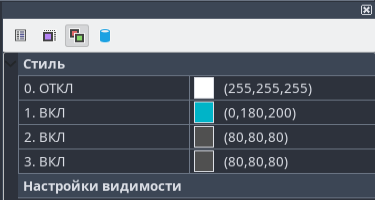 Стиль
0. ОТКЛ (255,255,255)
1. ВКЛ (0,180,200)
2. ВКЛ (80,80,80)
3. ВКЛ (80,80,80)
Настройки видимости